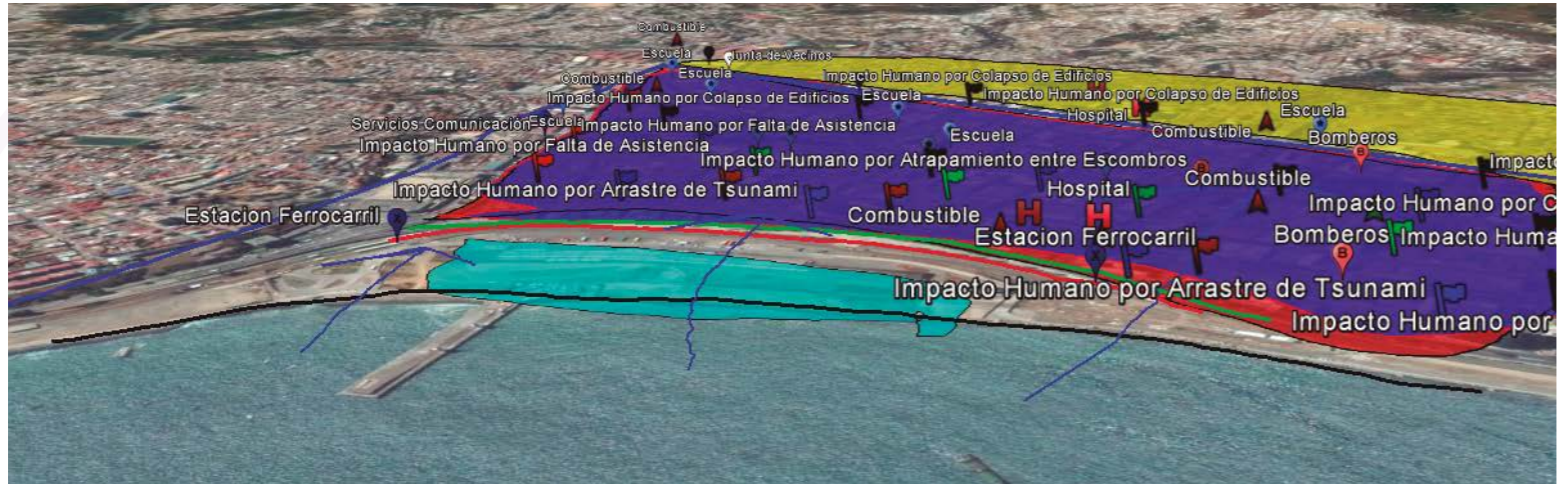 Combustible
Escuela
Junta de Vecinos
Combustible
Escuela
Impacto Humano por Colapso de Edificios
Impacto Humano por Colapso de Edificios
Escuela
Impacto Humano por Colapso de Edificios
Hospital
Escuela
Servicios Comunicación
Escuela
Impacto Humano por Falta de Asistencia
Escuela
Combustible
Bomberos
Impacto Humano por Falta de Asistencia
Impacto Humano por Atrapamiento entre Escombros
B
Impact
Impacto Humano por Arrastre de Tsunami
Hospital
Combustible
Estacion Ferrocarril
X
Combustible
H
H
Impacto Humano por C
Estacion Ferrocarril
Bomberos
Impacto Huma
X
B
Impacto Humano por Arrastre de Tsunami
Impacto Humano por